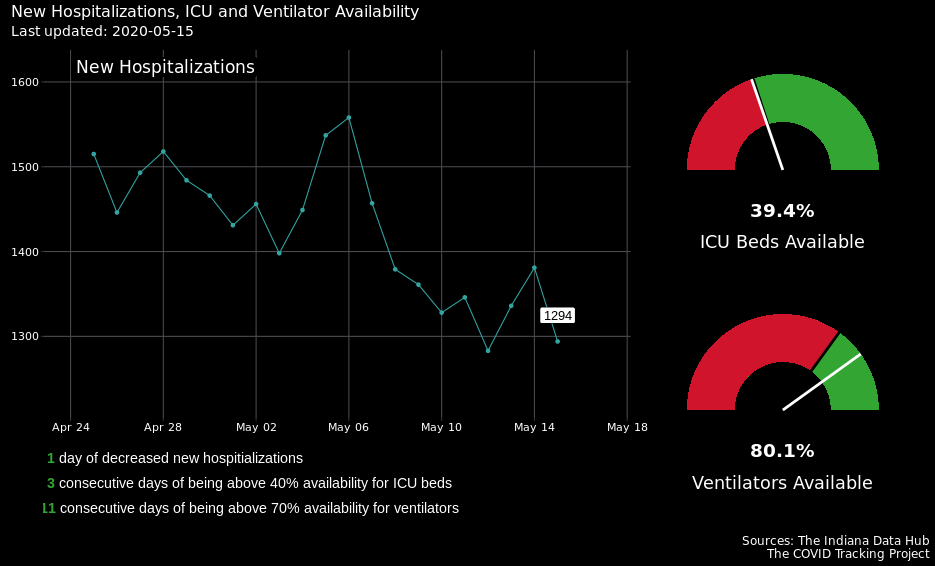 New Hospitalizations, ICU and Ventilator Availability
Last updated: 2020-05-15
New Hospitalizations
1600
1500
1400
1300
1294
Apr 24
Apr 28
May 02
May 06
May 10
May 14
May 18
39.4%
ICU Beds Available
80.1%
Ventilators Available
1 day of decreased new hospitializations
3 consecutive days of being above 40% availability for ICU beds
11 consecutive days of being above 70% availability for ventilators
Sources: The Indiana Data Hub
The COVID Tracking Project